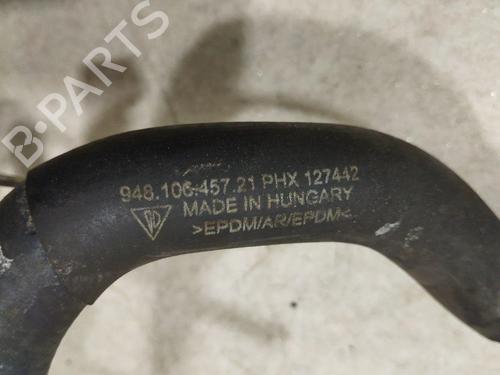 B-PARTS
948.106.457.21 PHX 127442
MADE IN HUNGARY
>EPDM/AR/EPDM<